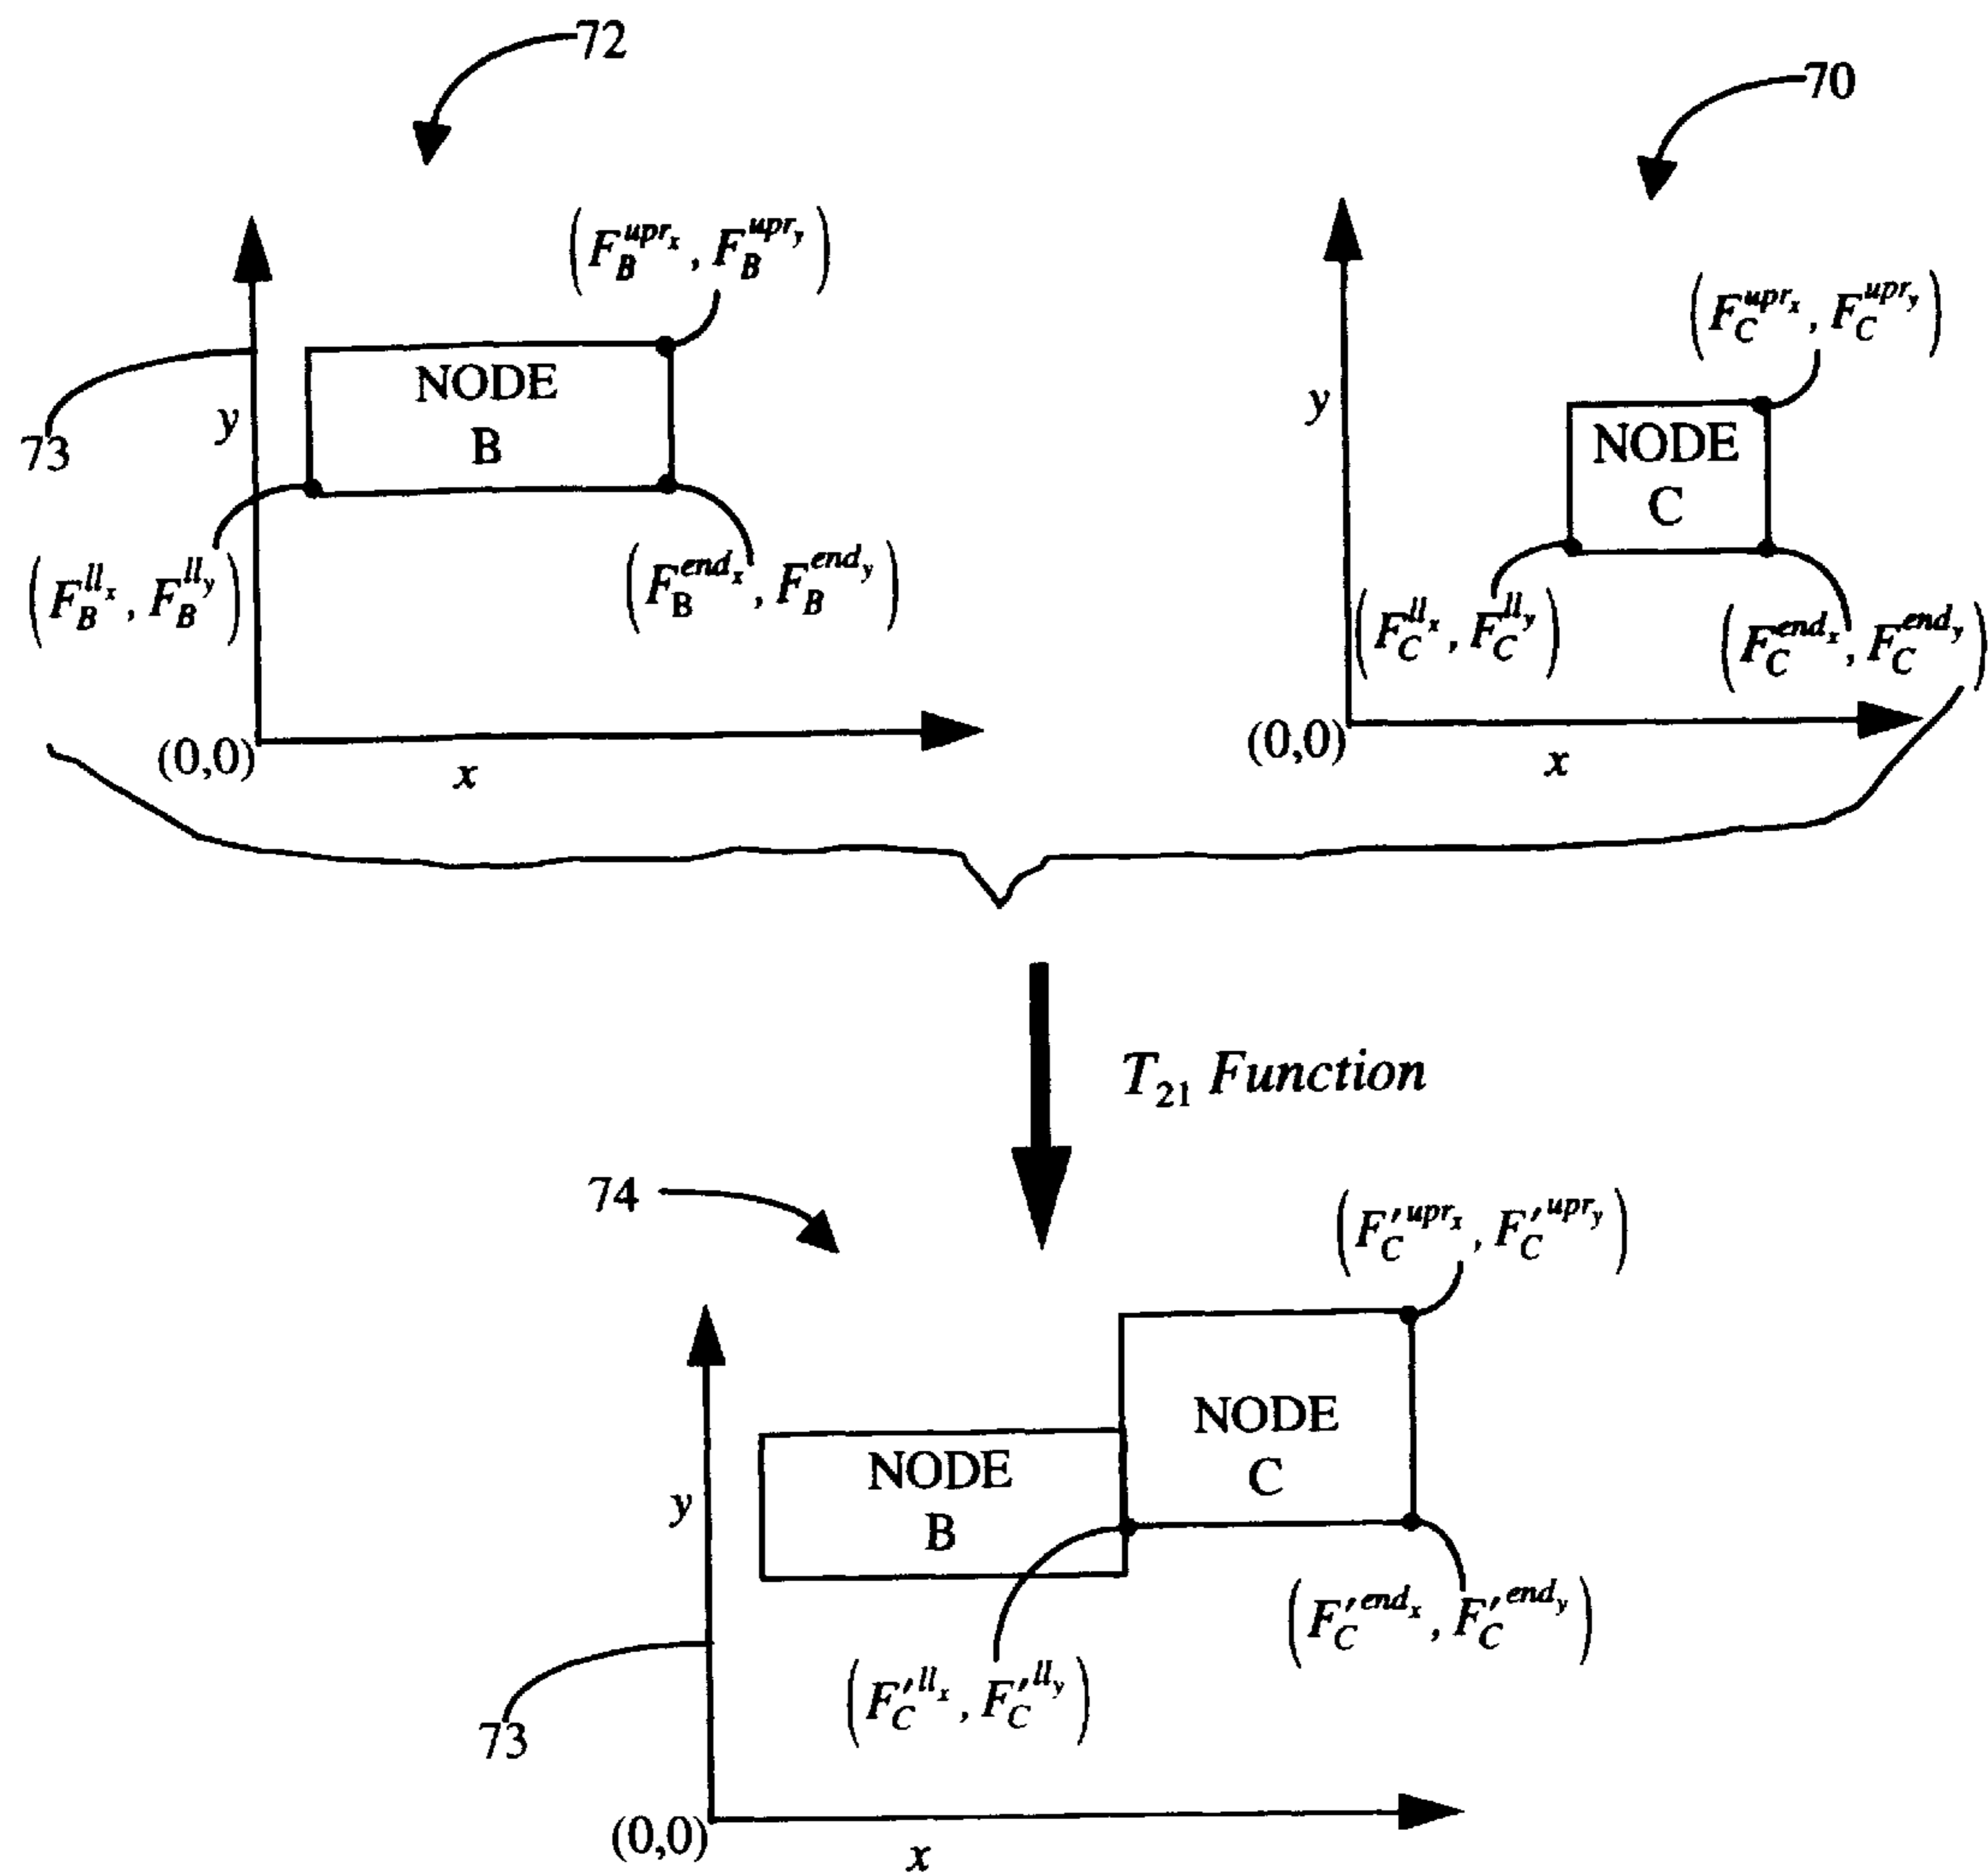 72
70
(F_B^{upr_x}, F_B^{upr_y})
(F_C^{upr_x}, F_C^{upr_y})
NODE
B
y
73
y
NODE
C
(F_B^{ll_x}, F_B^{ll_y})
(F_B^{end_x}, F_B^{end_y})
(F_C^{ll_x}, F_C^{ll_y})
(F_C^{end_x}, F_C^{end_y})
(0,0)
x
(0,0)
x
T_{21} Function
74
(F'_C^{upr_x}, F'_C^{upr_y})
NODE
C
NODE
B
y
(F'_C^{end_x}, F'_C^{end_y})
(F'_C^{ll_x}, F'_C^{ll_y})
73
(0,0)
x